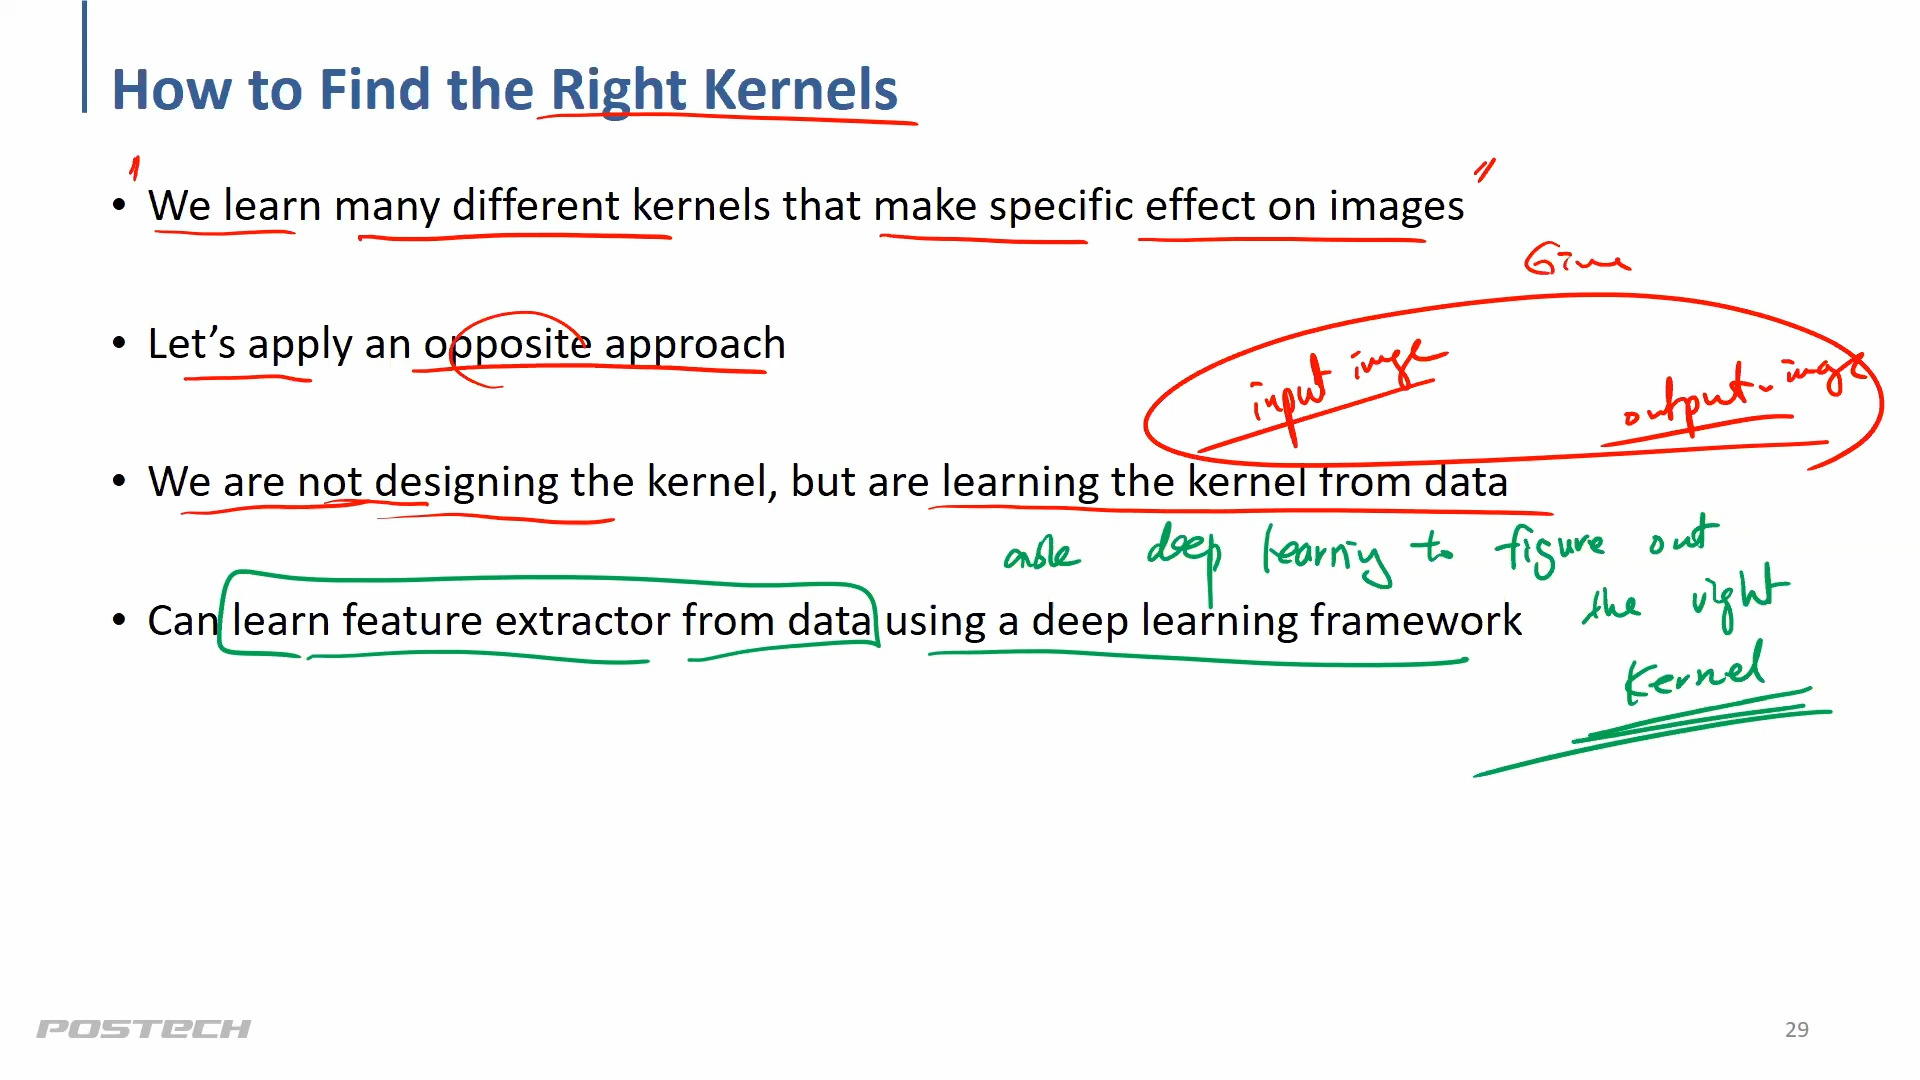 How to Find the Right Kernels
• We learn many different kernels that make specific effect on images
Give
• Let's apply an opposite approach
input image
output image
• We are not designing the kernel, but are learning the kernel from data
deep learning to figure out
the right
• Can learn feature extractor from data using a deep learning framework
Kernel
POSTECH
29